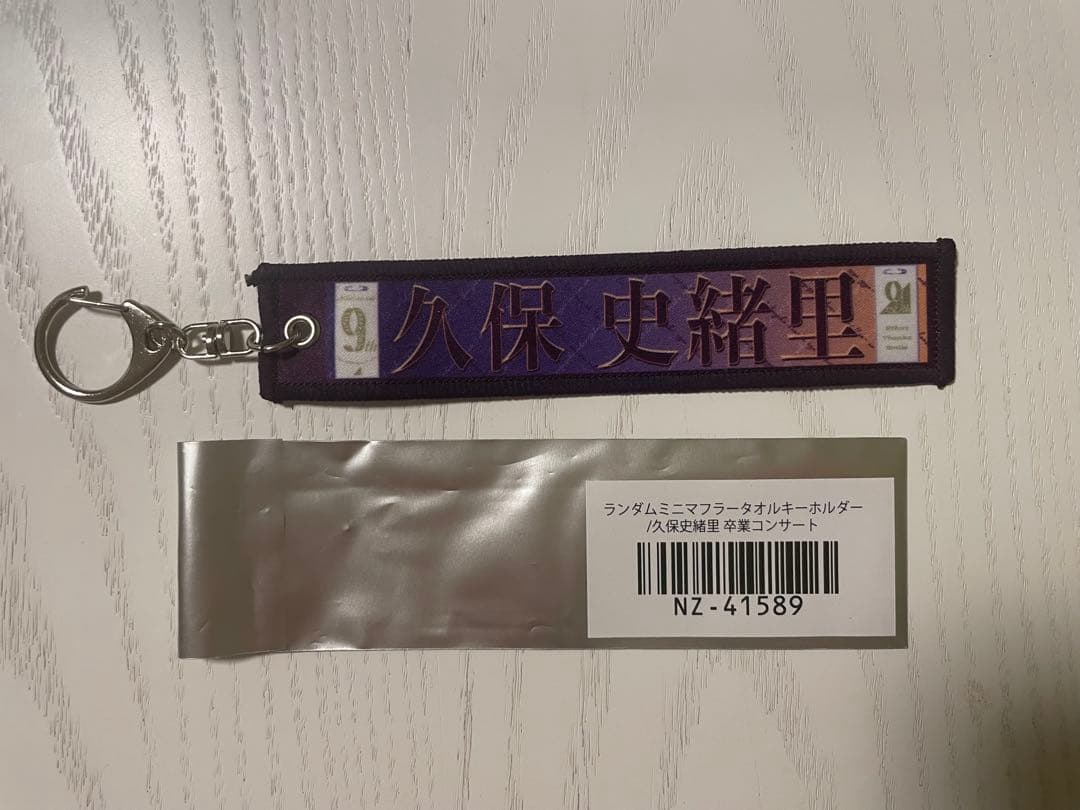 9th
久保 史緒里
ランダムミニマフラータオルキーホルダー
/久保史緒里 卒業コンサート
NZ-41589